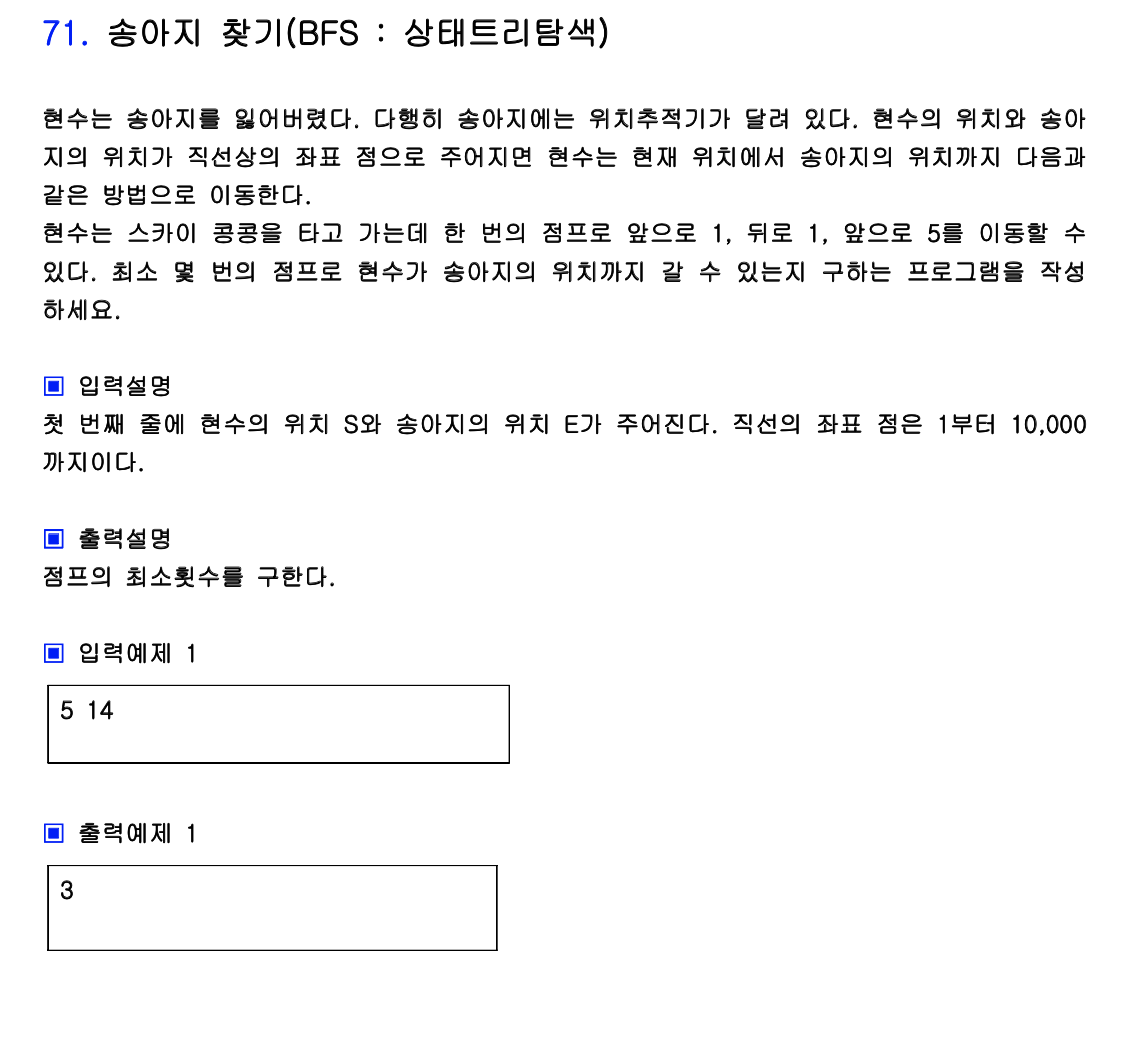 71. 송아지 찾기(BFS : 상태트리탐색)
현수는 송아지를 잃어버렸다. 다행히 송아지에는 위치추적기가 달려 있다. 현수의 위치와 송아
지의 위치가 직선상의 좌표 점으로 주어지면 현수는 현재 위치에서 송아지의 위치까지 다음과
같은 방법으로 이동한다.
현수는 스카이 콩콩을 타고 가는데 한 번의 점프로 앞으로 1, 뒤로 1, 앞으로 5를 이동할 수
있다. 최소 몇 번의 점프로 현수가 송아지의 위치까지 갈 수 있는지 구하는 프로그램을 작성
하세요.
▣ 입력설명
첫 번째 줄에 현수의 위치 S와 송아지의 위치 E가 주어진다. 직선의 좌표 점은 1부터 10,000
까지이다.
▣ 출력설명
점프의 최소횟수를 구한다.
▣ 입력예제 1
5 14
▣ 출력예제 1
3